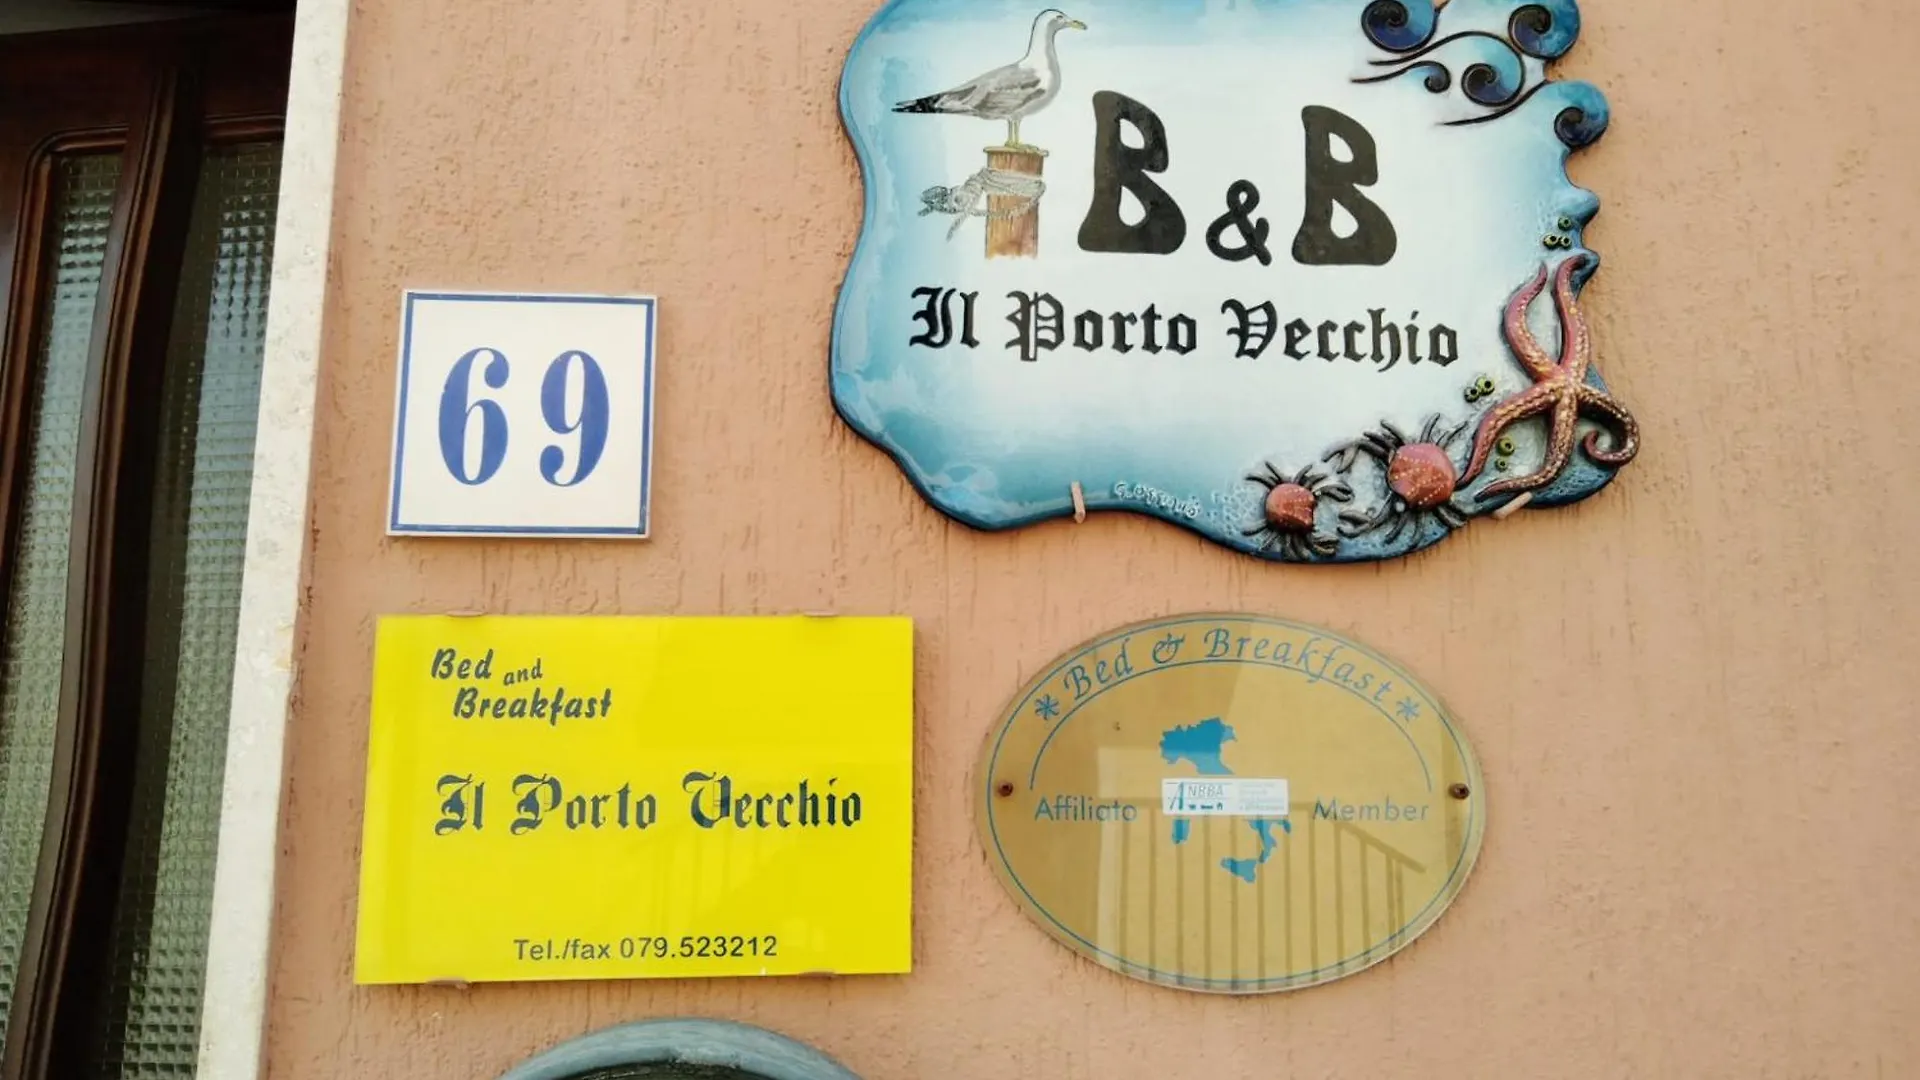 B & B
Il Porto Vecchio
69
Bed and
Breakfast
Il Porto Vecchio
Tel./fax 079.523212
* Bed & Breakfast *
Affiliato
ANBBA
Member